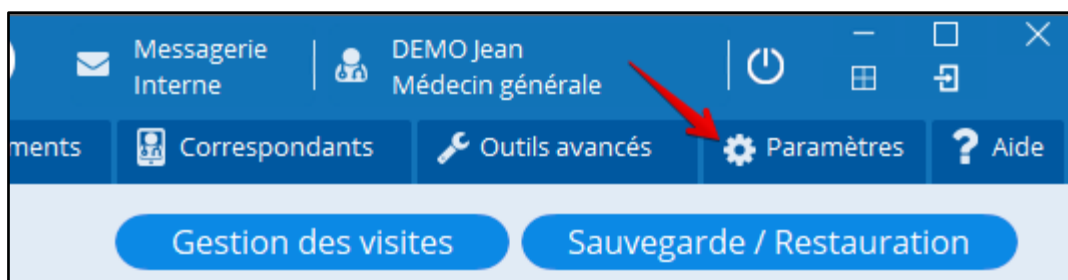 Messagerie
Interne
DEMO Jean
Médecin générale
ments
Correspondants
Outils avancés
Paramètres
? Aide
Gestion des visites
Sauvegarde / Restauration